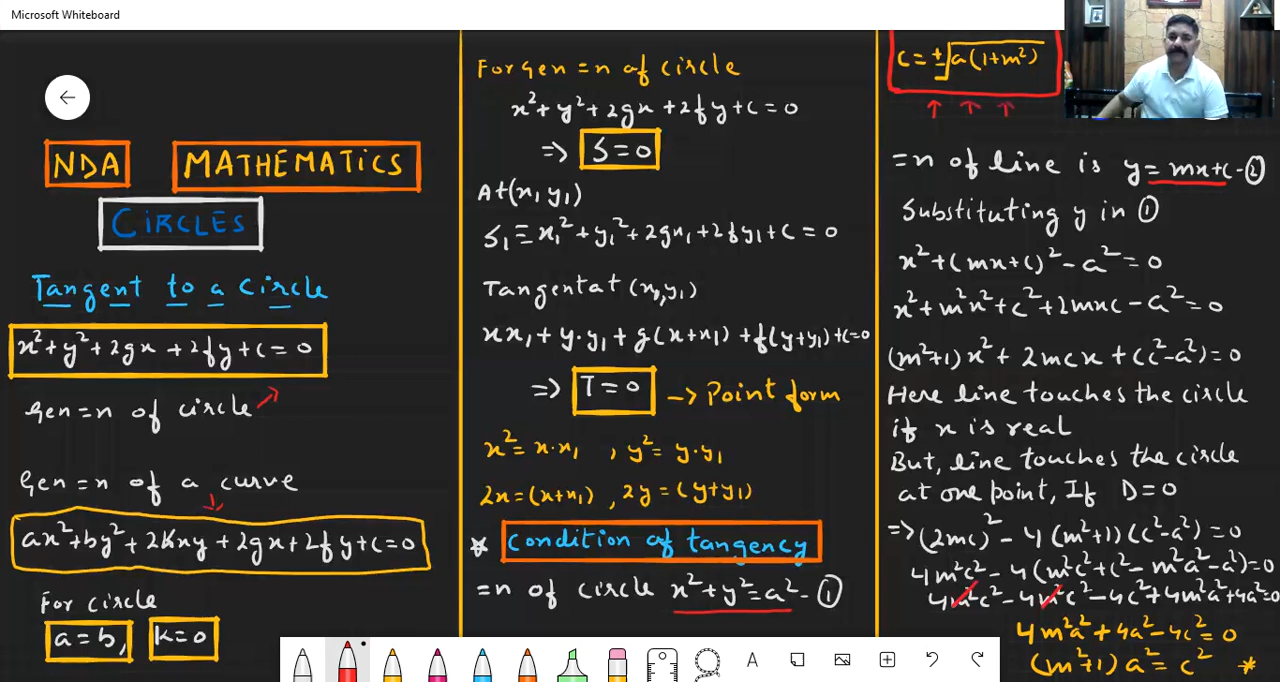 Microsoft Whiteboard
NDA MATHEMATICS
CIRCLES
Tangent to a circle
x²+y²+2gx+2fy+c=0
Gen=n of circle
Gen=n of a curve
ax²+by²+2Kxy+2gx+2fy+c=0
For circle
a=b, K=0
For Gen=n of circle
x²+y²+2gx+2fy+c=0
⇒ S=0
At(x₁y₁)
S₁≡x₁²+y₁²+2gx₁+2fy₁+c=0
Tangent at (x₁,y₁)
xx₁+y·y₁+g(x+x₁)+f(y+y₁)+c=0
⇒ T=0 → Point form
x²=x·x₁ , y²=y·y₁
2x=(x+x₁) , 2y=(y+y₁)
* Condition of tangency
=n of circle x²+y²=a²-①
c=±√a(1+m²)
=n of line is y=mx+c-②
Substituting y in ①
x²+(mx+c)²-a²=0
x²+m²x²+c²+2mxc-a²=0
(m²+1)x²+2mcx+(c²-a²)=0
Here line touches the circle
if x is real
But, line touches the circle
at one point, If D=0
⇒(2mc)²-4(m²+1)(c²-a²)=0
4m²c²-4(m²c²+c²-m²a²-a²)=0
4m²c²-4m²c²-4c²+4m²a²+4a²=0
4m²a²+4a²-4c²=0
(m²+1)a²=c² *
A